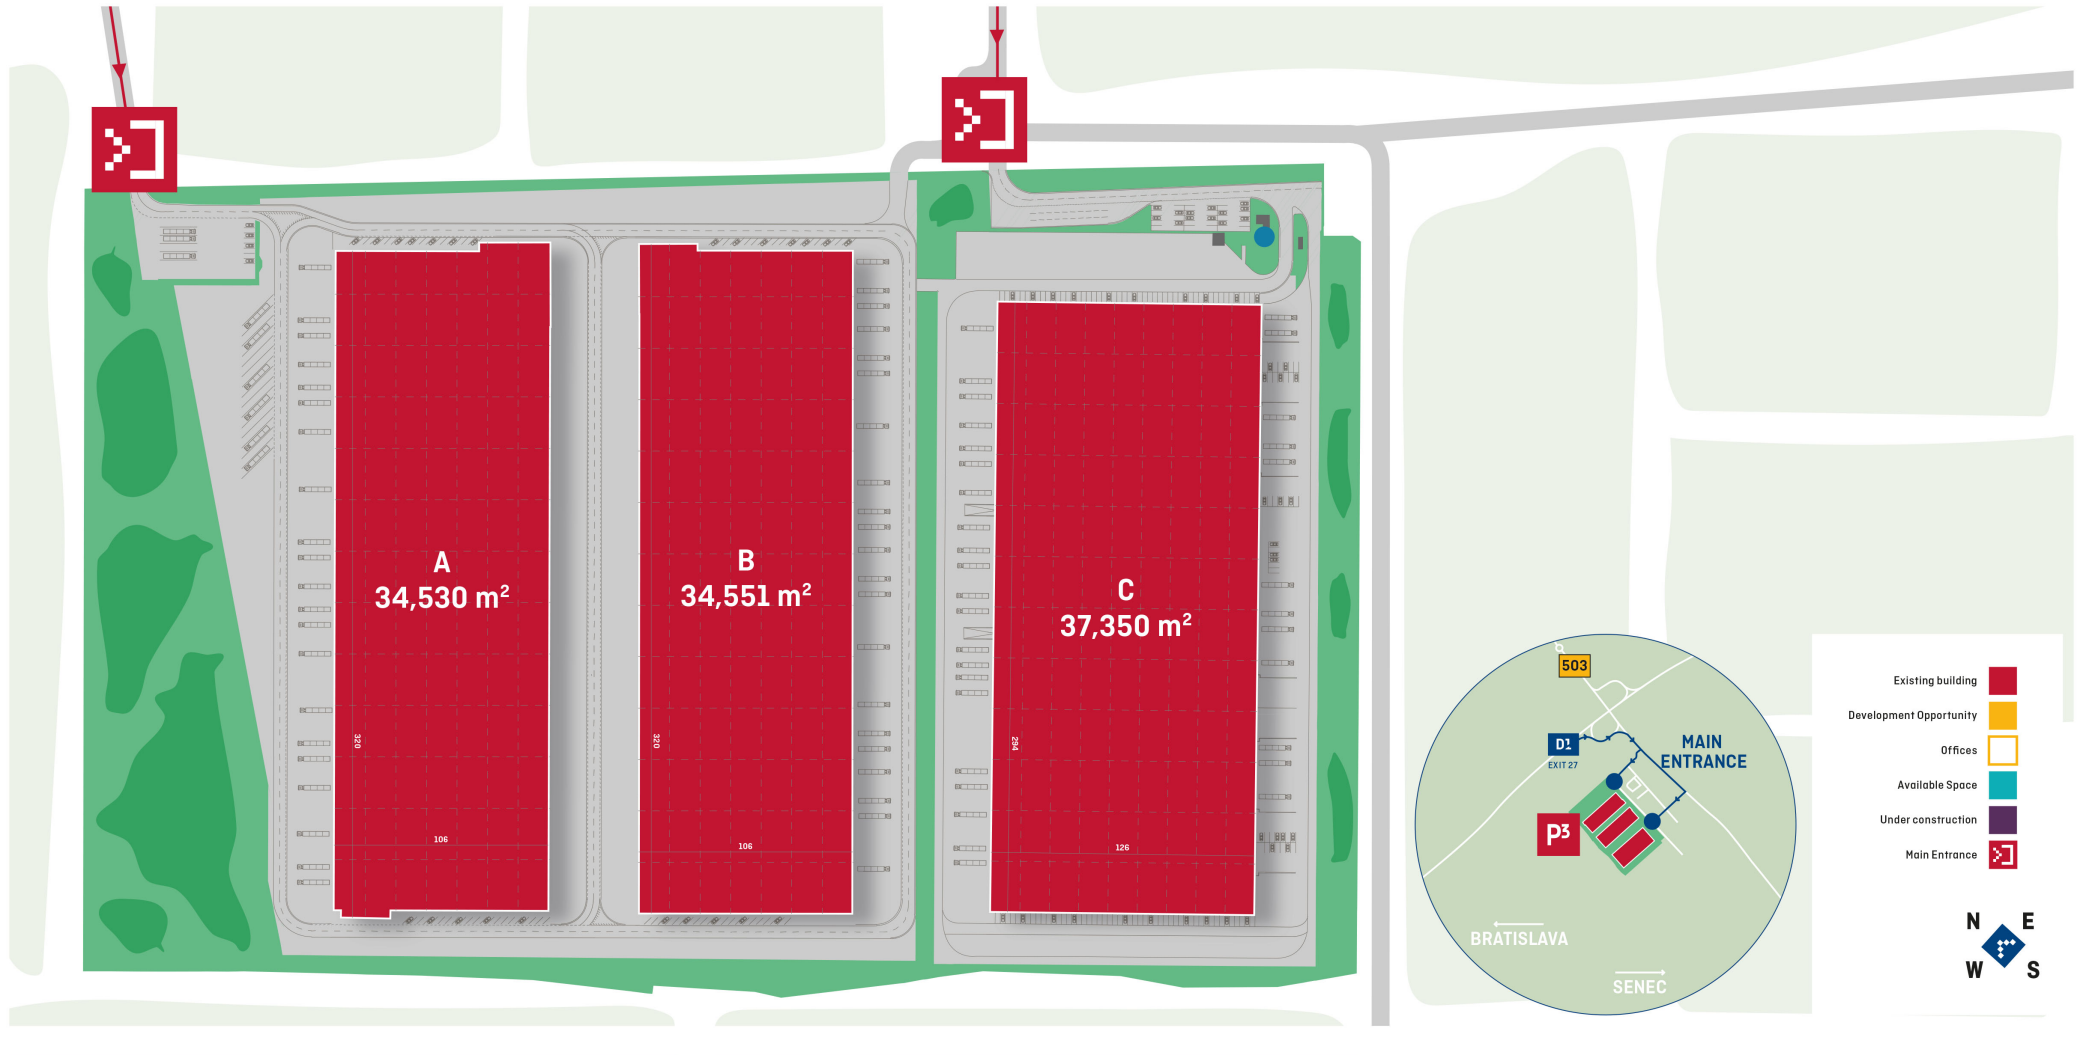 A
34,530 m²
320
106
B
34,551 m²
320
106
C
37,350 m²
294
126
503
D1
EXIT 27
MAIN
ENTRANCE
P3
BRATISLAVA
SENEC
Existing building
Development Opportunity
Offices
Available Space
Under construction
Main Entrance
N E
W S